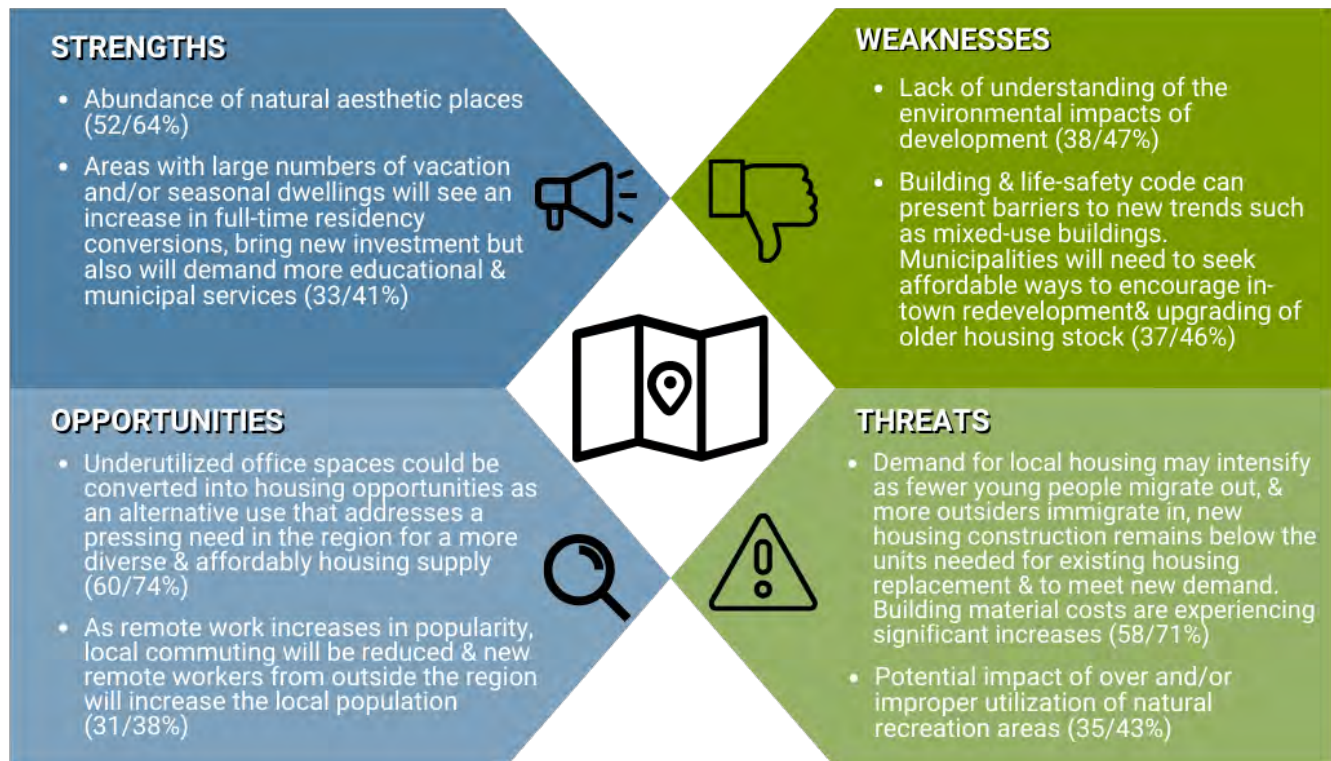 STRENGTHS
• Abundance of natural aesthetic places
(52/64%)
• Areas with large numbers of vacation
and/or seasonal dwellings will see an
increase in full-time residency
conversions, bring new investment but
also will demand more educational &
municipal services (33/41%)
WEAKNESSES
• Lack of understanding of the
environmental impacts of
development (38/47%)
• Building & life-safety code can
present barriers to new trends such
as mixed-use buildings.
Municipalities will need to seek
affordable ways to encourage in-
town redevelopment& upgrading of
older housing stock (37/46%)
OPPORTUNITIES
• Underutilized office spaces could be
converted into housing opportunities as
an alternative use that addresses a
pressing need in the region for a more
diverse & affordably housing supply
(60/74%)
• As remote work increases in popularity,
local commuting will be reduced & new
remote workers from outside the region
will increase the local population
(31/38%)
THREATS
• Demand for local housing may intensify
as fewer young people migrate out, &
more outsiders immigrate in, new
housing construction remains below the
units needed for existing housing
replacement & to meet new demand.
Building material costs are experiencing
significant increases (58/71%)
• Potential impact of over and/or
improper utilization of natural
recreation areas (35/43%)